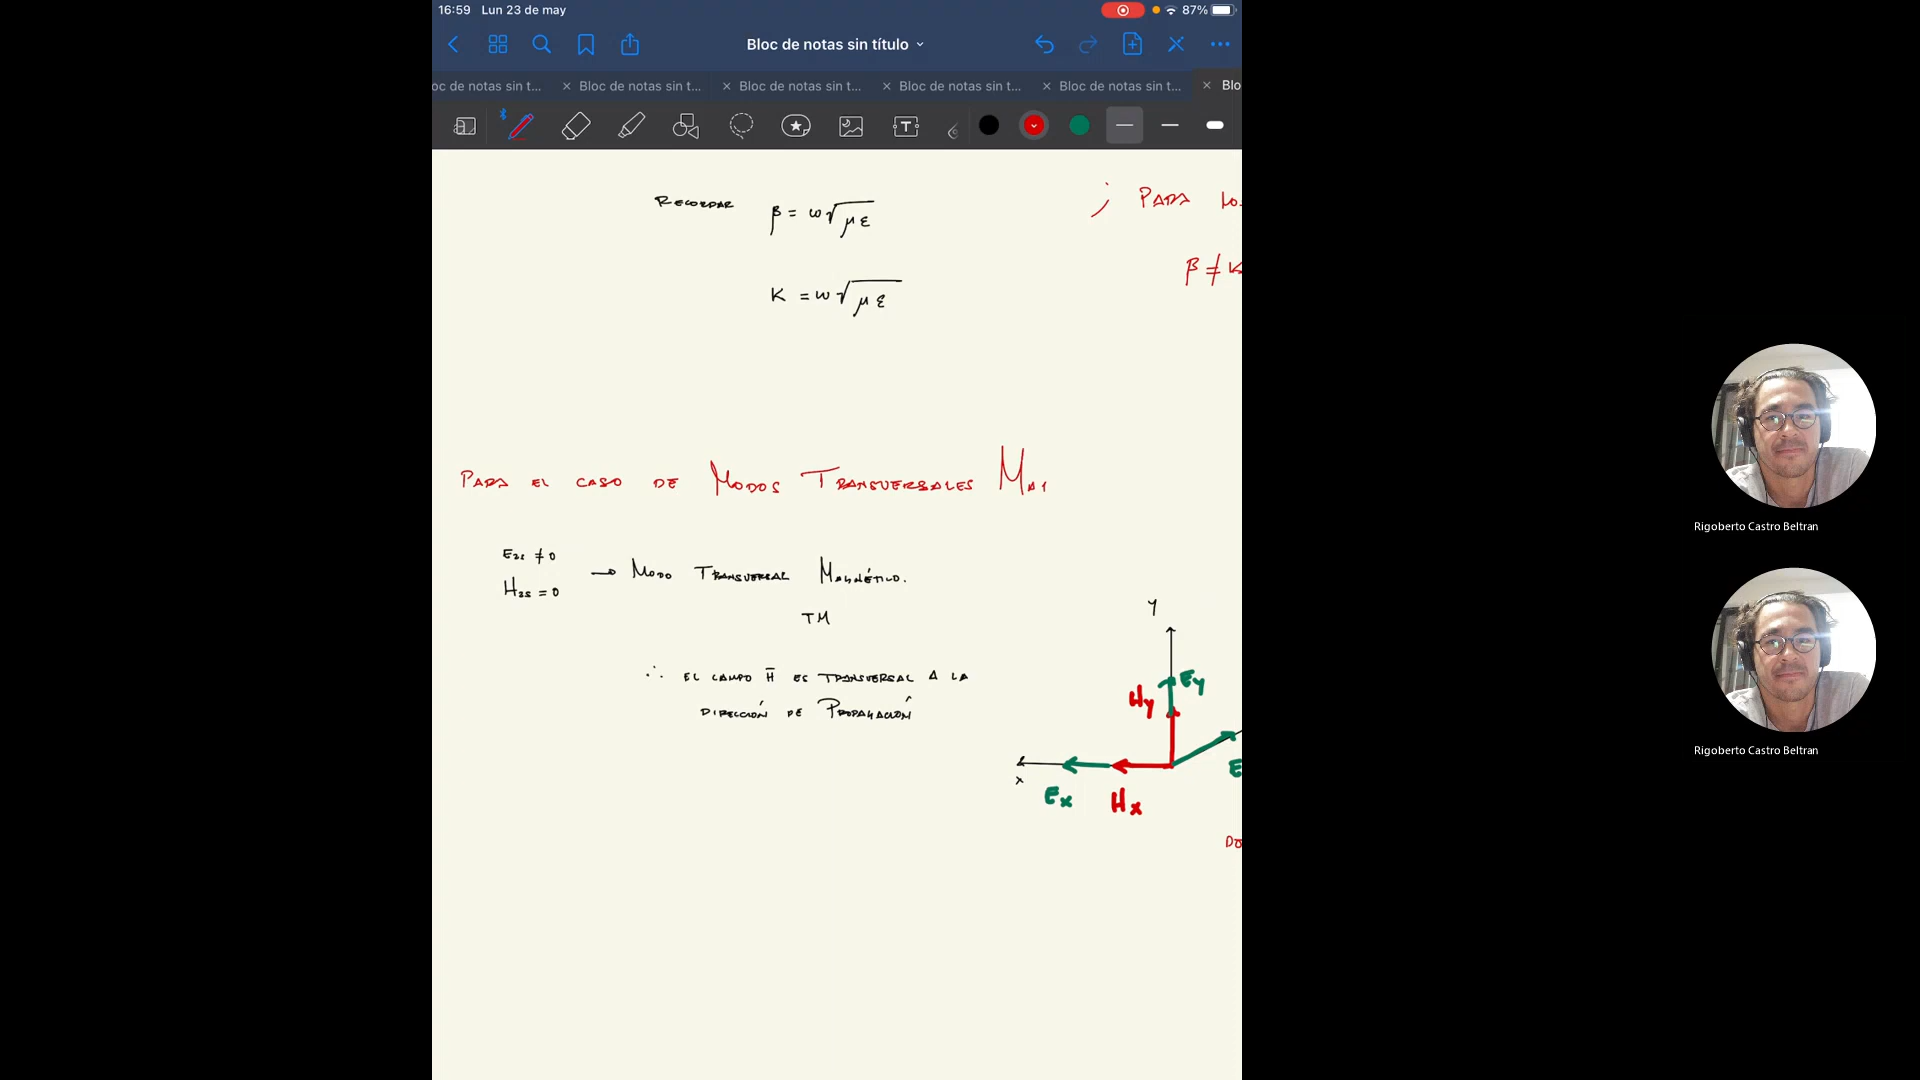 16:59 Lun 23 de may 87%
Bloc de notas sin título
oc de notas sin t... × Bloc de notas sin t... × Bloc de notas sin t... × Bloc de notas sin t... × Bloc de notas sin t... × Blo
RECORDAR β = ω√με ; PARA LO
β ≠ K
K = ω√με
PARA EL CASO DE MODOS TRANSVERSALES MA
Ezs ≠ 0
Hzs = 0 → MODO TRANSVERSAL MAGNÉTICO.
TM
∴ EL CAMPO H̅ ES TRANSVERSAL A LA
DIRECCIÓN DE PROPAGACIÓN
y
Ey
Hy
E
x
Ex Hx
DO
Rigoberto Castro Beltran
Rigoberto Castro Beltran